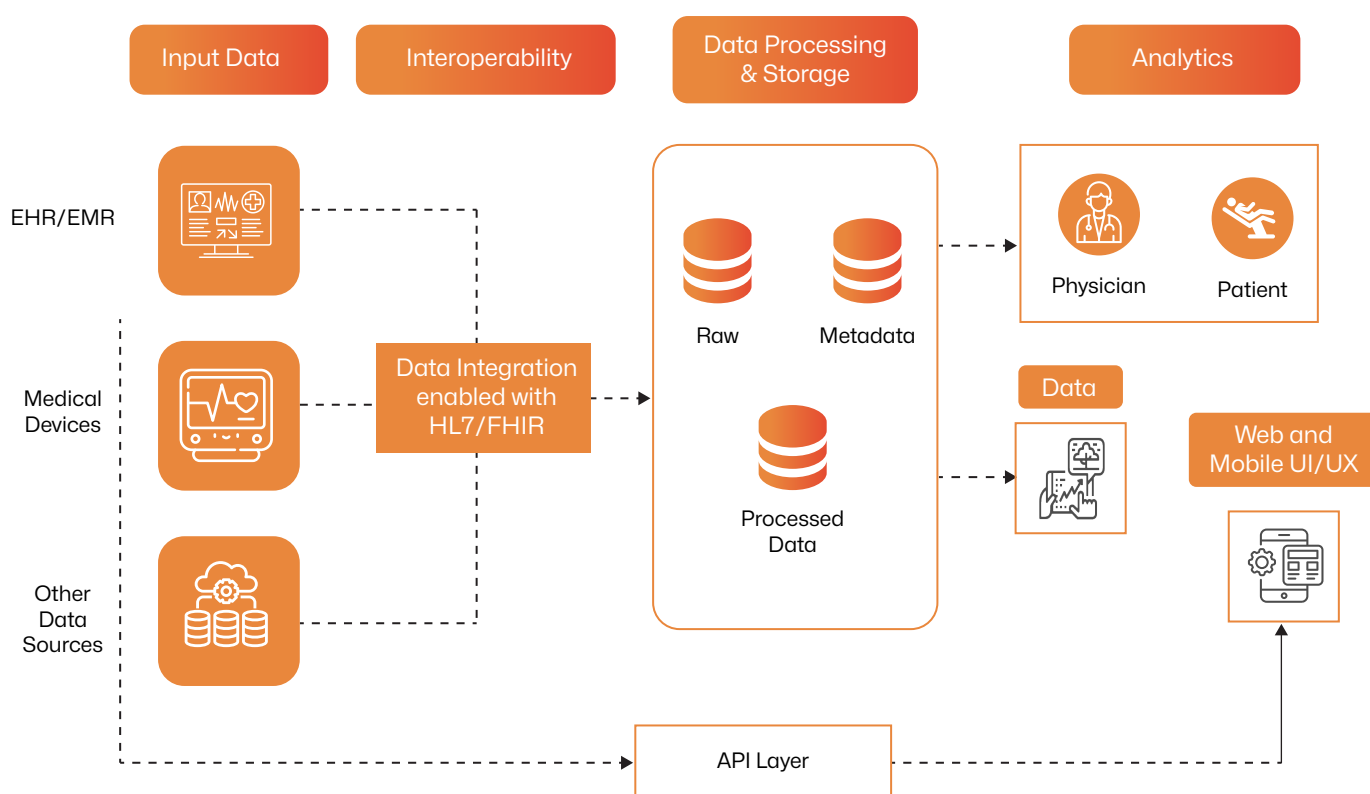 Input Data
Interoperability
Data Processing
& Storage
Analytics
EHR/EMR
Medical
Devices
Other
Data
Sources
Data Integration
enabled with
HL7/FHIR
Raw
Metadata
Processed
Data
Physician
Patient
Data
Web and
Mobile UI/UX
API Layer